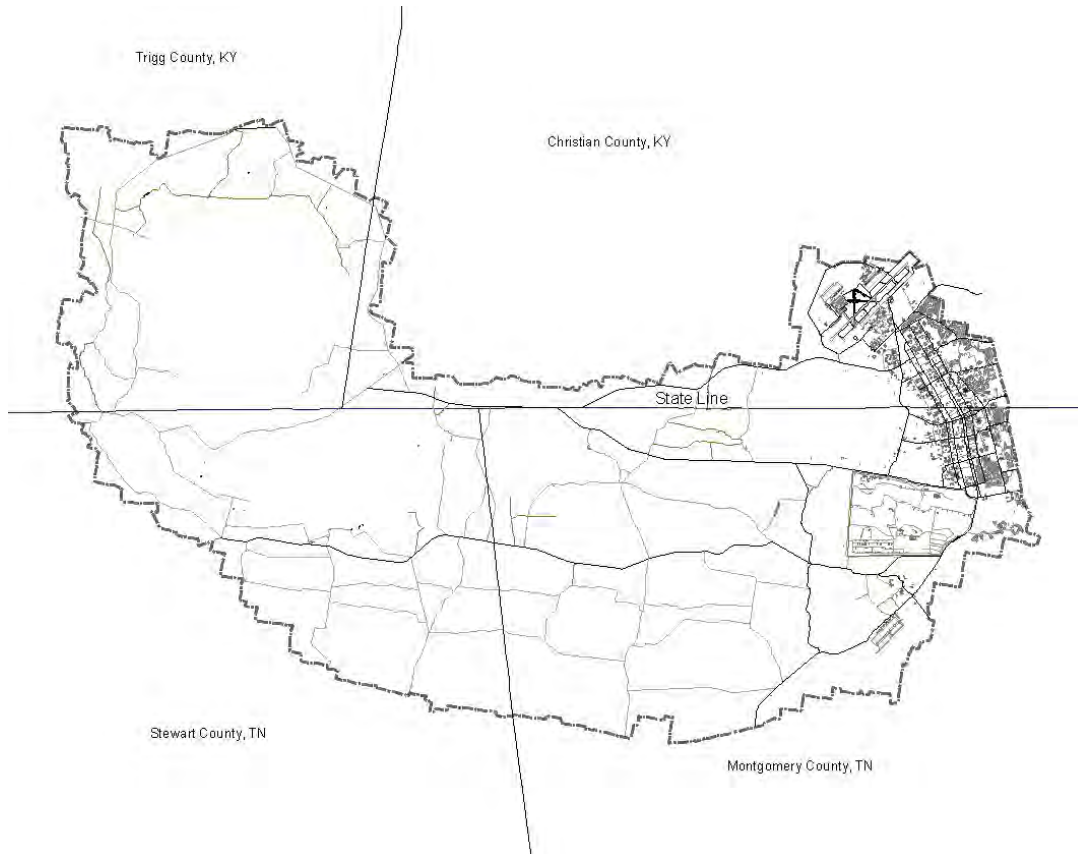 Trigg County, KY
Christian County, KY
State Line
Stewart County, TN
Montgomery County, TN